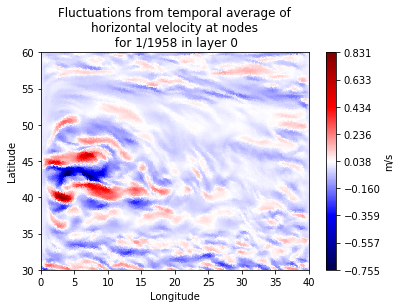 Fluctuations from temporal average of
horizontal velocity at nodes
for 1/1958 in layer 0
60
55
50
45
40
35
30
Latitude
0 5 10 15 20 25 30 35 40
Longitude
0.831
0.633
0.434
0.236
0.038
−0.160
−0.359
−0.557
−0.755
m/s